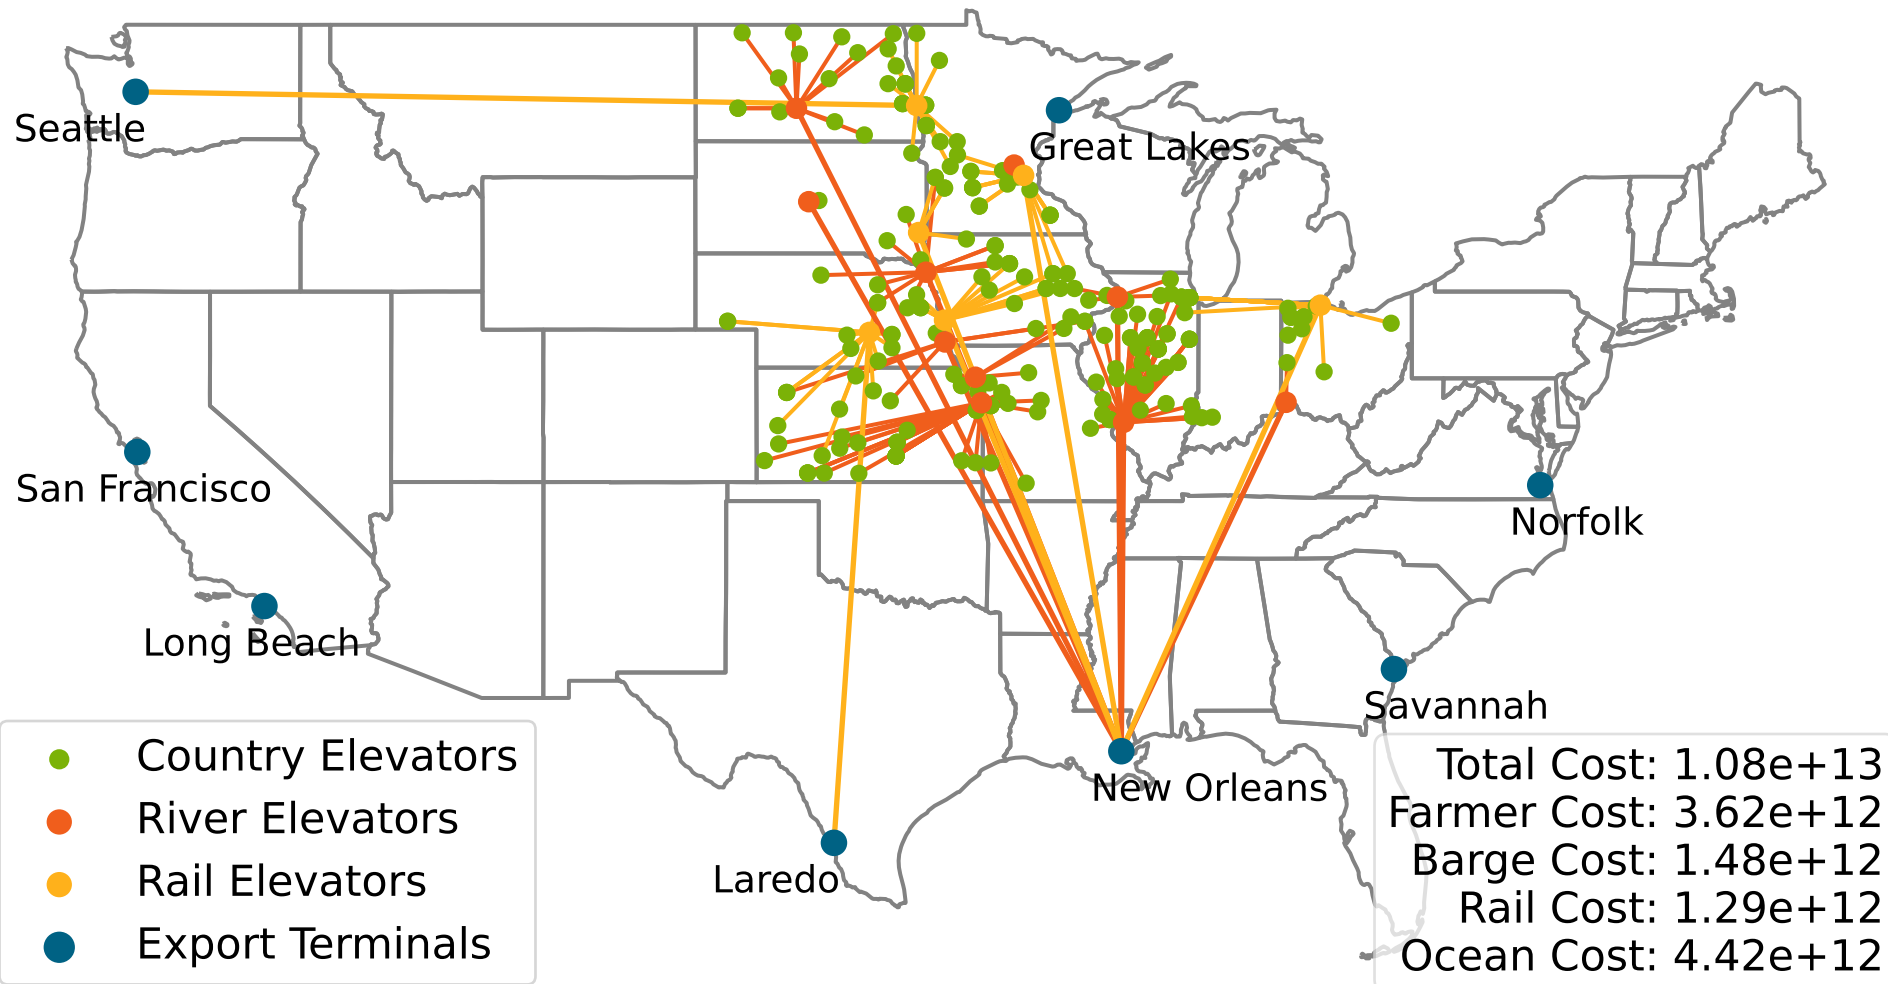 Seattle
Great Lakes
San Francisco
Norfolk
Long Beach
Savannah
New Orleans
Laredo
Country Elevators
River Elevators
Rail Elevators
Export Terminals
Total Cost: 1.08e+13
Farmer Cost: 3.62e+12
Barge Cost: 1.48e+12
Rail Cost: 1.29e+12
Ocean Cost: 4.42e+12